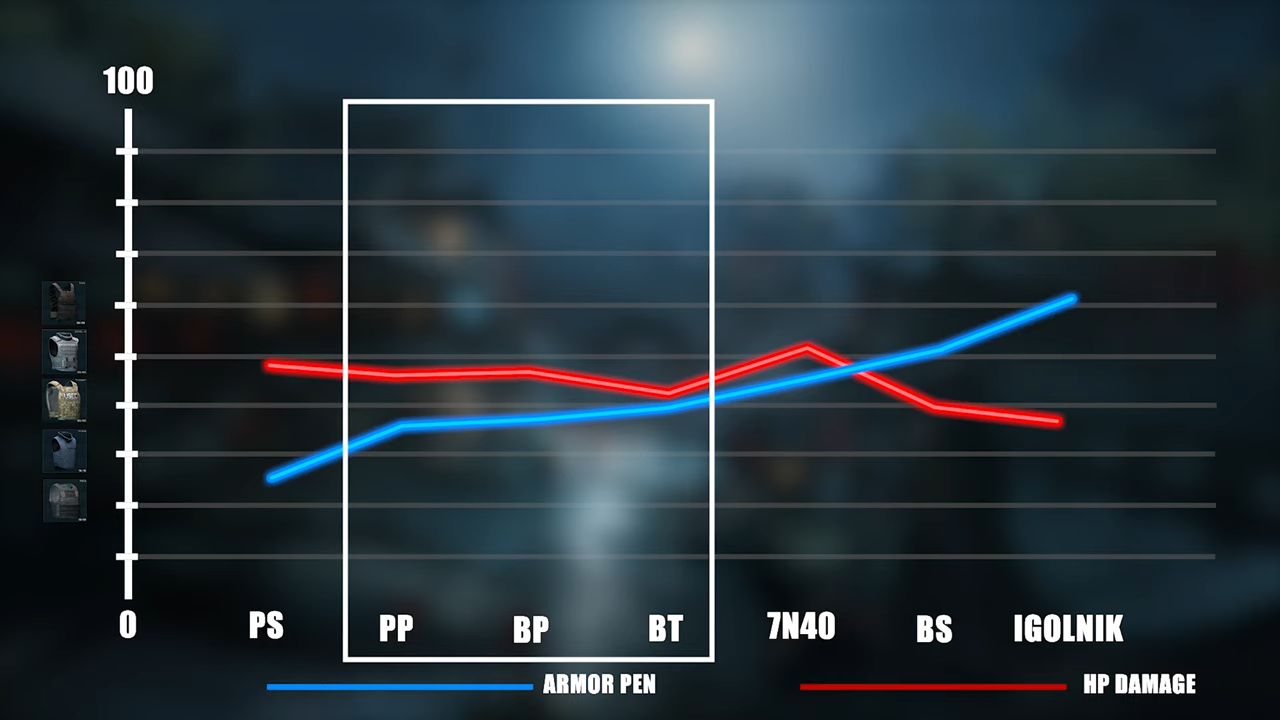 100
0
PS
PP
BP
BT
7N40
BS
IGOLNIK
ARMOR PEN
HP DAMAGE